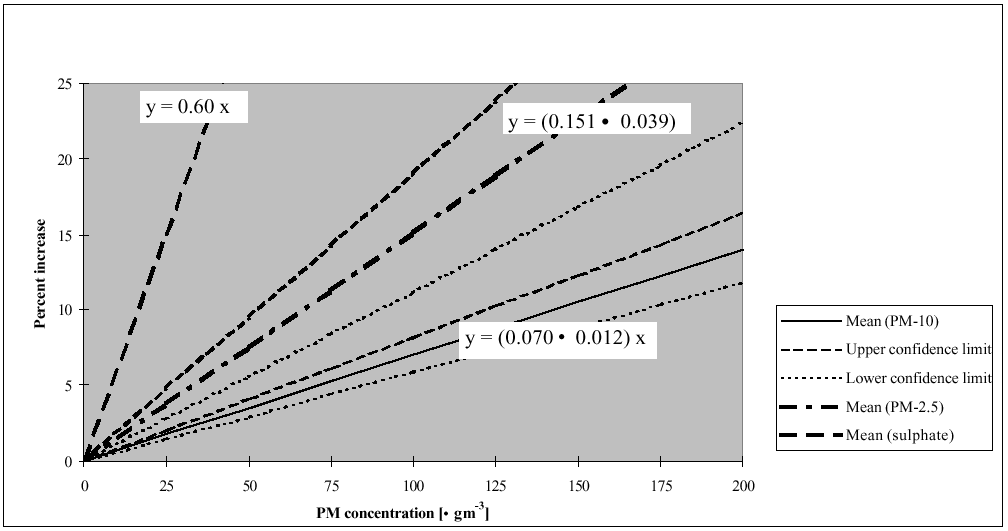 25
y = 0.60 x
y = (0.151 • 0.039)
20
15
10
y = (0.070 • 0.012) x
5
0
0 25 50 75 100 125 150 175 200
Percent increase
PM concentration [• gm-3]
Mean (PM-10)
Upper confidence limit
Lower confidence limit
Mean (PM-2.5)
Mean (sulphate)